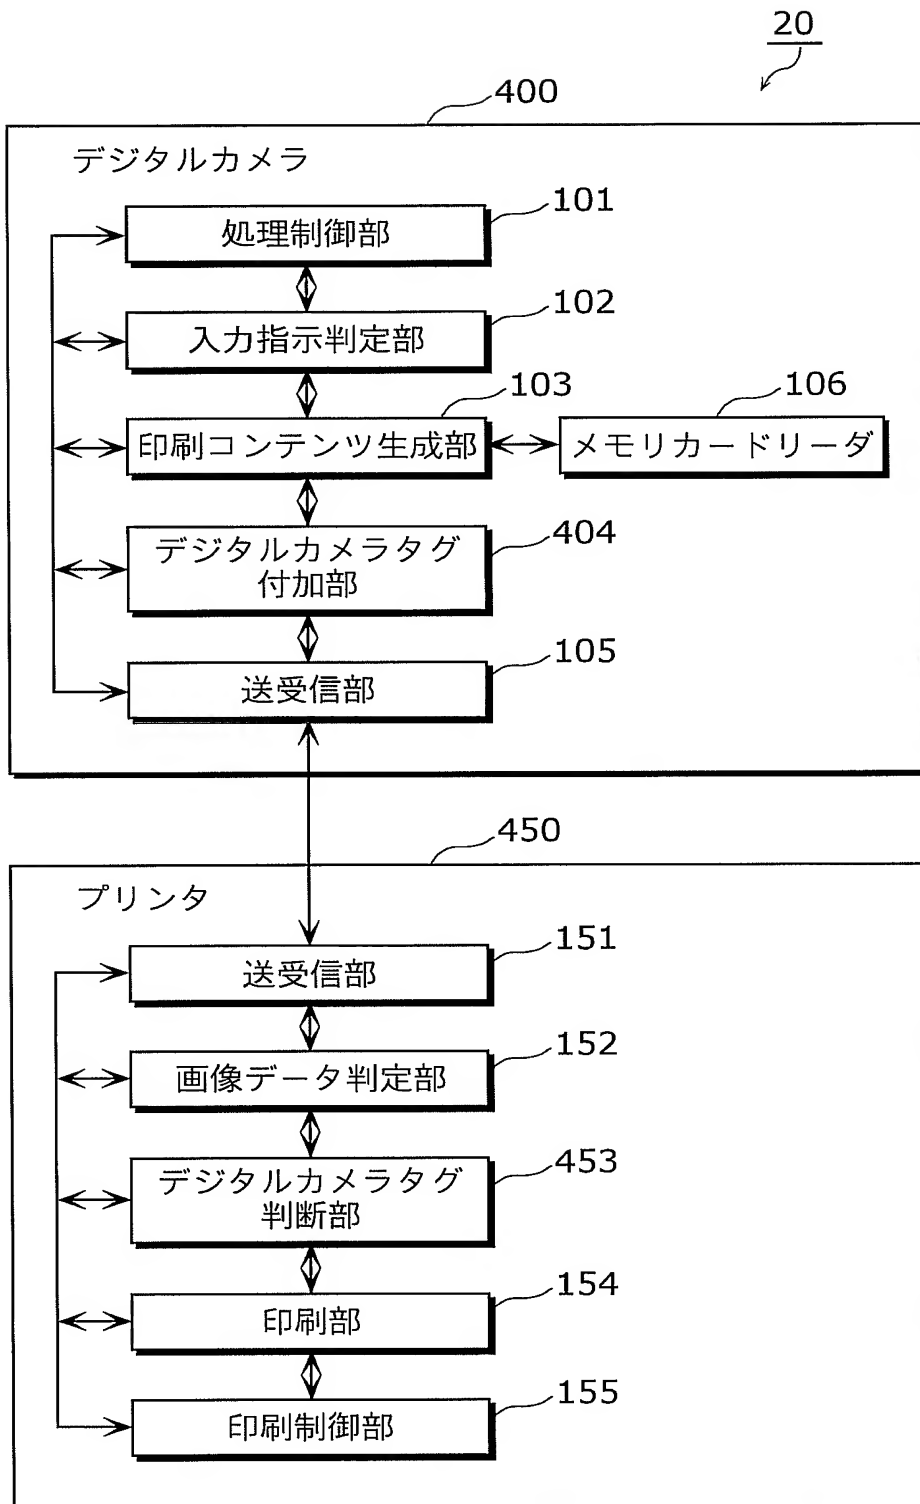 20
400
デジタルカメラ
101
処理制御部
102
入力指示判定部
103
106
印刷コンテンツ生成部
メモリカードリーダ
404
デジタルカメラタグ
付加部
105
送受信部
450
プリンタ
151
送受信部
152
画像データ判定部
453
デジタルカメラタグ
判断部
154
印刷部
155
印刷制御部